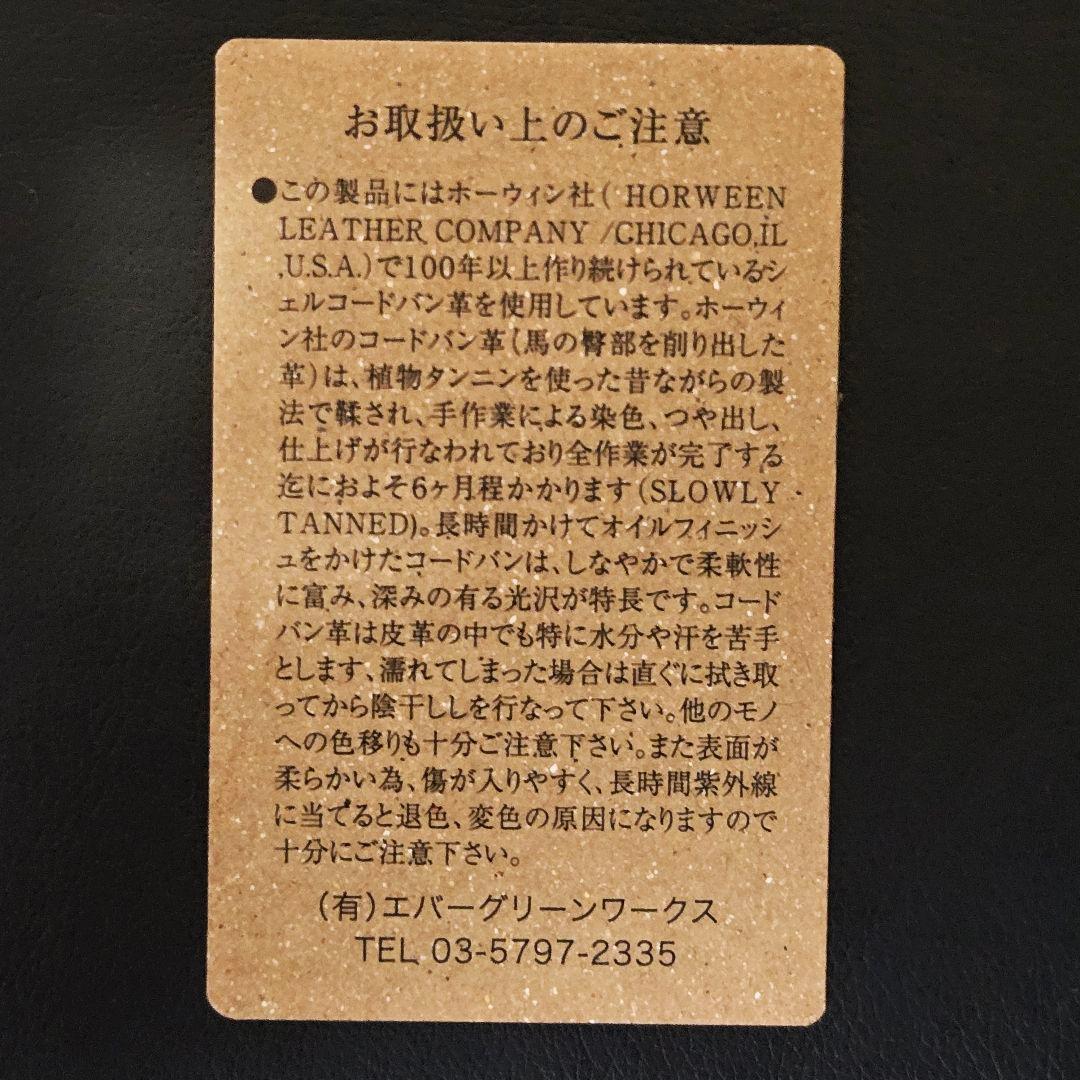 お取扱い上のご注意
●この製品にはホーウィン社( HORWEEN
LEATHER COMPANY /CHICAGO,IL
,U.S.A.)で100年以上作り続けられているシ
ェルコードバン革を使用しています。ホーウィ
ン社のコードバン革(馬の臀部を削り出した
革)は、植物タンニンを使った昔ながらの製
法で鞣され、手作業による染色、つや出し、
仕上げが行なわれており全作業が完了する
迄におよそ6ヶ月程かかります(SLOWLY
TANNED)。長時間かけてオイルフィニッシ
ュをかけたコードバンは、しなやかで柔軟性
に富み、深みの有る光沢が特長です。コード
バン革は皮革の中でも特に水分や汗を苦手
とします、濡れてしまった場合は直ぐに拭き取
ってから陰干ししを行なって下さい。他のモノ
への色移りも十分ご注意下さい。また表面が
柔らかい為、傷が入りやすく、長時間紫外線
に当てると退色、変色の原因になりますので
十分にご注意下さい。
(有)エバーグリーンワークス
TEL 03-5797-2335